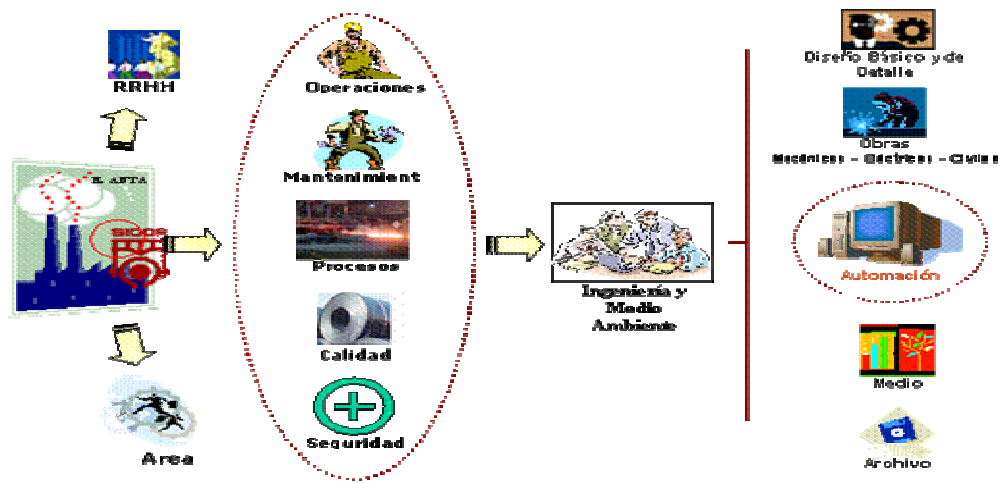 RRHH
SIDOR
Area
Operaciones
Mantenimient
Procesos
Calidad
Seguridad
Ingeniería y
Medio
Ambiente
Diseño Básico y de
Detalle
Obras
Mecánicas - Eléctricas - Civiles
Automación
Medio
Archivo